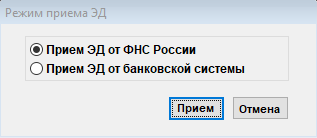 Режим приема ЭД
Прием ЭД от ФНС России
Прием ЭД от банковской системы
Прием Отмена